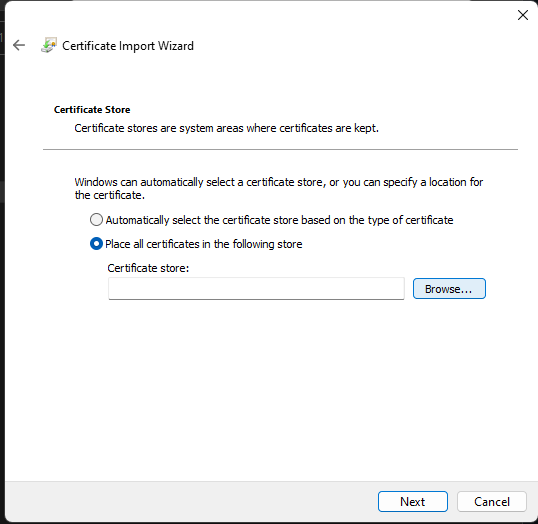 Certificate Import Wizard
Certificate Store
Certificate stores are system areas where certificates are kept.
Windows can automatically select a certificate store, or you can specify a location for
the certificate.
Automatically select the certificate store based on the type of certificate
Place all certificates in the following store
Certificate store:
Browse...
Next
Cancel